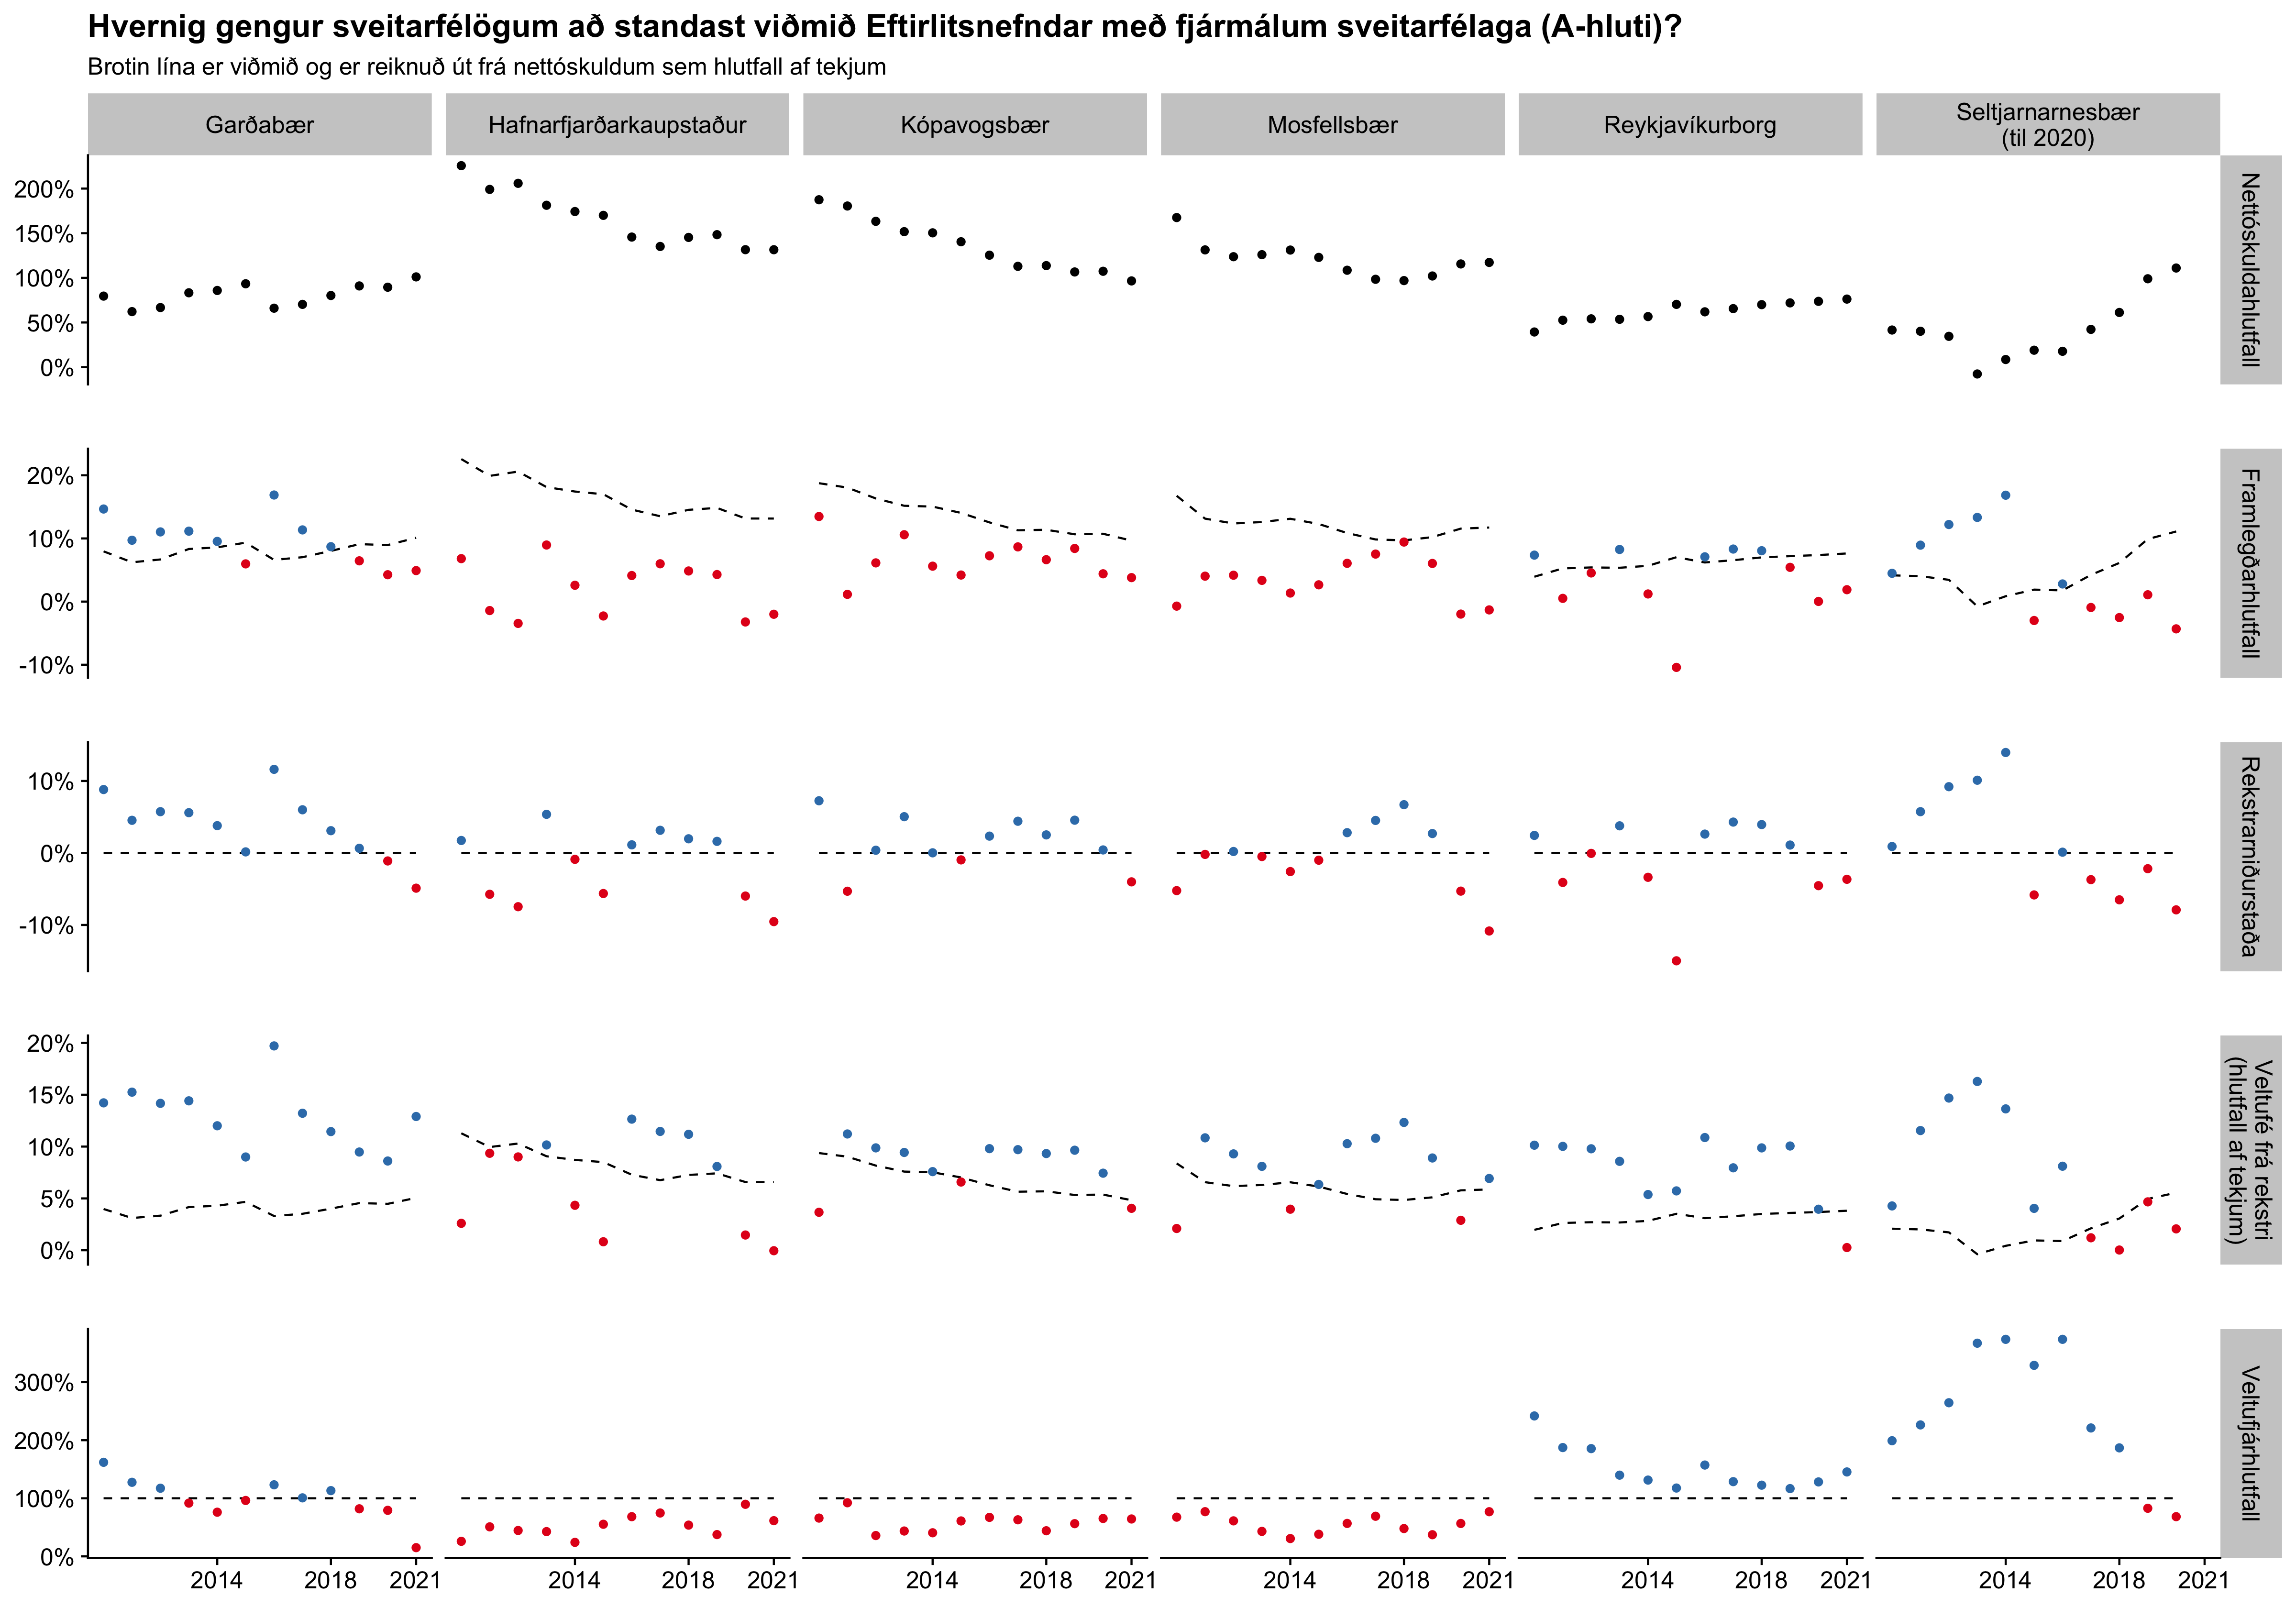 Hvernig gengur sveitarfélögum að standast viðmið Eftirlitsnefndar með fjármálum sveitarfélaga (A-hluti)?
Brotin lína er viðmið og er reiknuð út frá nettóskuldum sem hlutfall af tekjum
Garðabær
Hafnarfjarðarkaupstaður
Kópavogsbær
Mosfellsbær
Reykjavíkurborg
Seltjarnarnesbær
(til 2020)
200%
150%
100%
50%
0%
Nettóskuldahlutfall
20%
10%
0%
-10%
Framlegðarhlutfall
10%
0%
-10%
Rekstrarniðurstaða
20%
15%
10%
5%
0%
Veltufé frá rekstri
(hlutfall af tekjum)
300%
200%
100%
0%
Veltufjárhlutfall
2014 2018 2021
2014 2018 2021
2014 2018 2021
2014 2018 2021
2014 2018 2021
2014 2018 2021